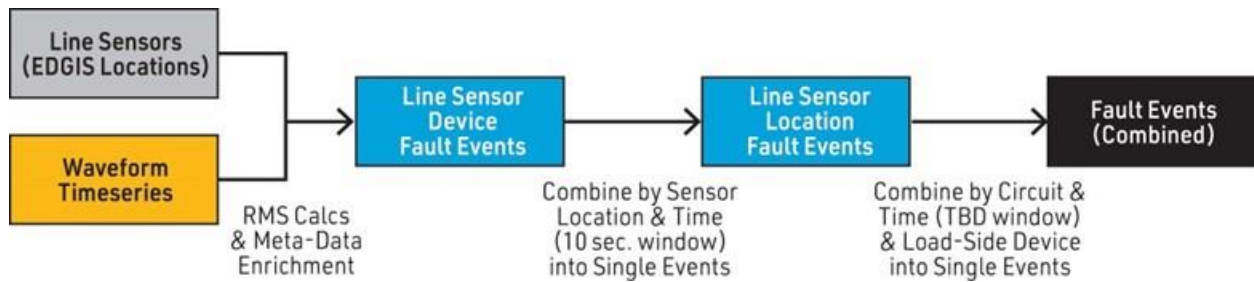 Line Sensors
(EDGIS Locations)
Waveform
Timeseries
RMS Calcs
& Meta-Data
Enrichment
Line Sensor
Device
Fault Events
Combine by Sensor
Location & Time
(10 sec. window)
into Single Events
Line Sensor
Location
Fault Events
Combine by Circuit &
Time (TBD window)
& Load-Side Device
into Single Events
Fault Events
(Combined)